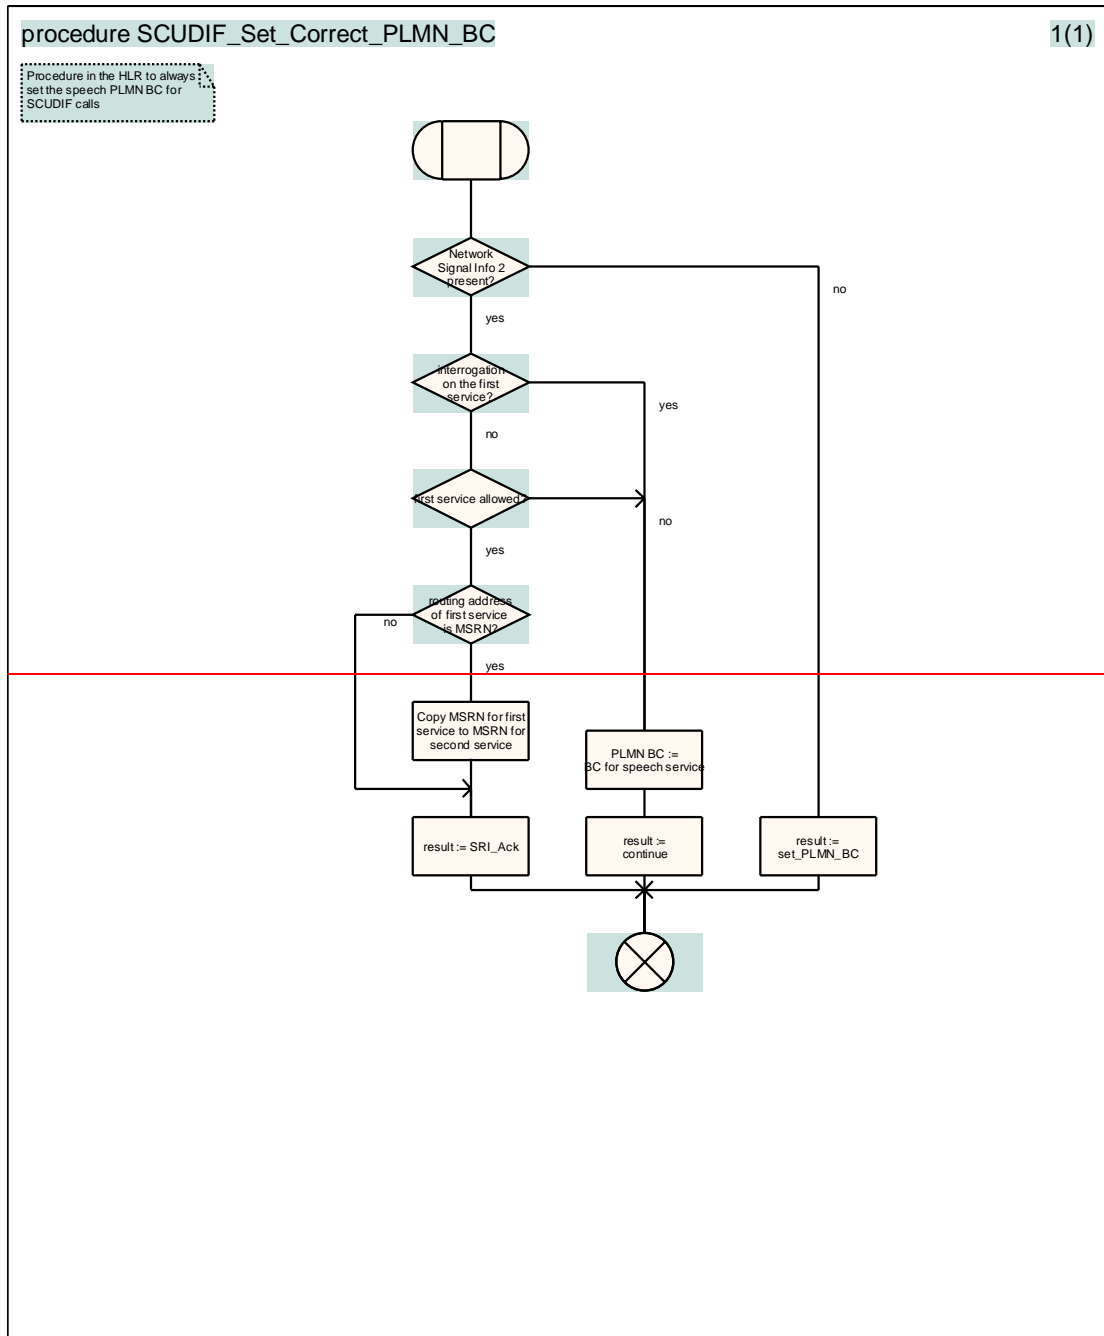 procedure SCUDIF_Set_Correct_PLMN_BC
1(1)
Procedure in the HLR to always
set the speech PLMN BC for
SCUDIF calls
Network
Signal Info 2
present?
no
yes
interrogation
on the first
service?
yes
no
first service allowed?
no
yes
routing address
of first service
is MSRN?
no
yes
Copy MSRN for first
service to MSRN for
second service
PLMN BC :=
BC for speech service
result := SRI_Ack
result :=
continue
result :=
set_PLMN_BC